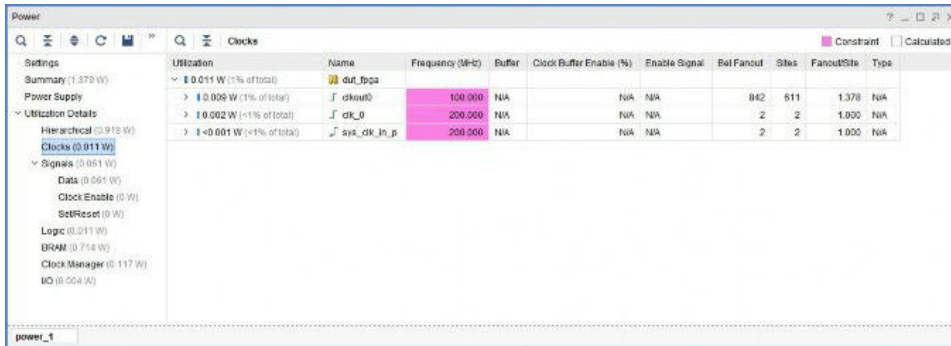 Power
? _ X
» Clocks Constraint Calculated
Settings
Summary (1.379 W)
Power Supply
Utilization Details
Hierarchical (0.918 W)
Clocks (0.011 W)
Signals (0.061 W)
Data (0.061 W)
Clock Enable (0 W)
Set/Reset (0 W)
Logic (0.011 W)
BRAM (0.714 W)
Clock Manager (0.117 W)
I/O (0.004 W)
Utilization Name Frequency (MHz) Buffer Clock Buffer Enable (%) Enable Signal Bel Fanout Sites Fanout/Site Type
0.011 W (1% of total) dut_fpga
0.009 W (1% of total) clkout0 100.000 N/A N/A N/A 842 611 1.378 N/A
0.002 W (<1% of total) clk_0 200.000 N/A N/A N/A 2 2 1.000 N/A
<0.001 W (<1% of total) sys_clk_in_p 200.000 N/A N/A N/A 2 2 1.000 N/A
power_1